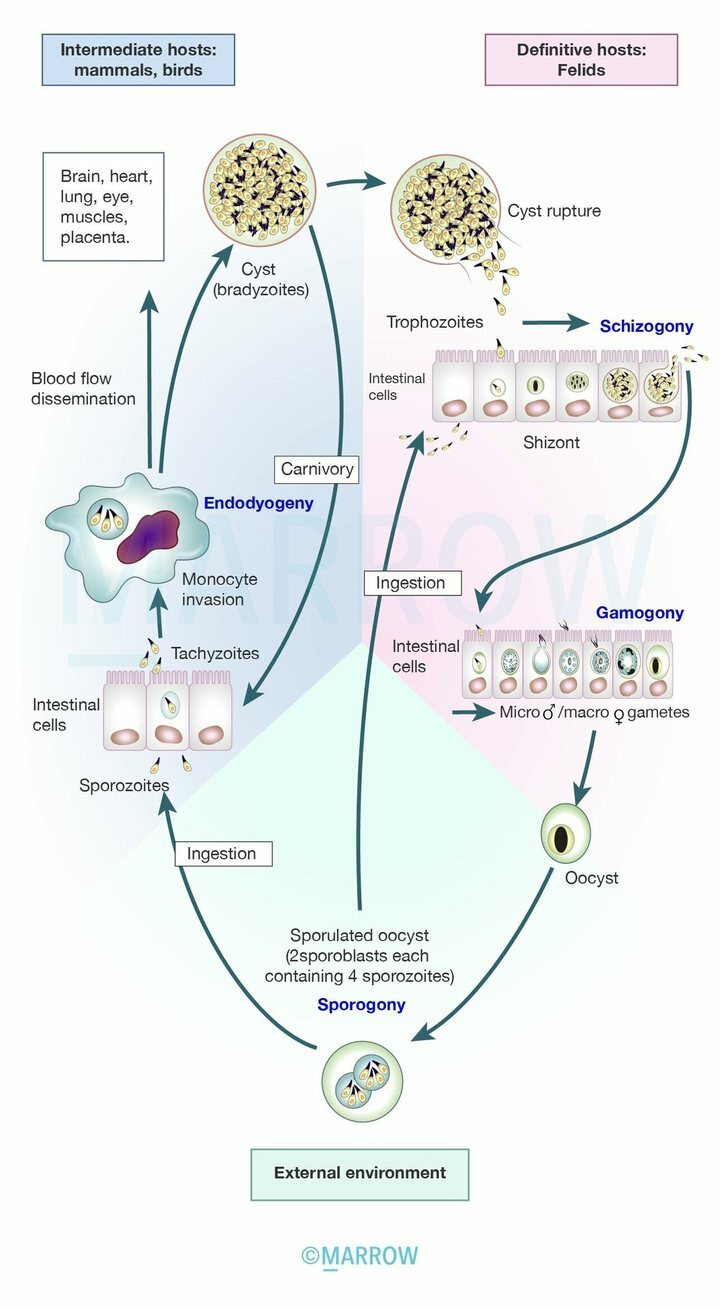 Intermediate hosts:
mammals, birds
Definitive hosts:
Felids
Brain, heart,
lung, eye,
muscles,
placenta.
Cyst
(bradyzoites)
Cyst rupture
Trophozoites
Schizogony
Blood flow
dissemination
Intestinal
cells
Shizont
Carnivory
Endodyogeny
Monocyte
invasion
Ingestion
Gamogony
Tachyzoites
Intestinal
cells
Intestinal
cells
Micro ♂/macro ♀ gametes
Sporozoites
Ingestion
Oocyst
Sporulated oocyst
(2sporoblasts each
containing 4 sporozoites)
Sporogony
External environment
©MARROW
MARROW